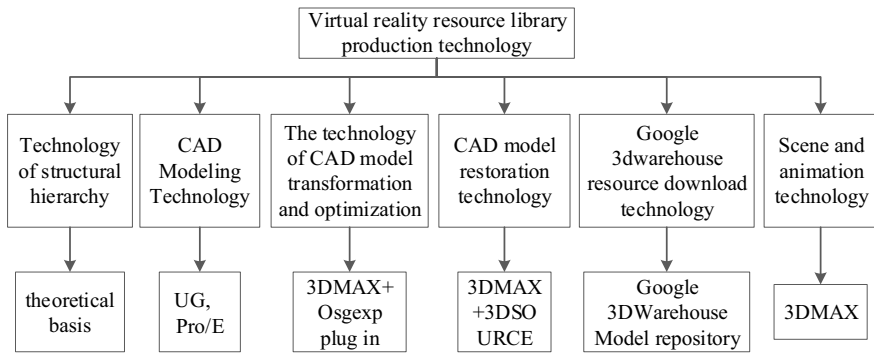 Virtual reality resource library
production technology
Technology
of structural
hierarchy
CAD
Modeling
Technology
The technology
of CAD model
transformation
and optimization
CAD model
restoration
technology
Google
3dwarehouse
resource download
technology
Scene and
animation
technology
theoretical
basis
UG,
Pro/E
3DMAX+
Osgexp
plug in
3DMAX
+3DSO
URCE
Google
3DWarehouse
Model repository
3DMAX